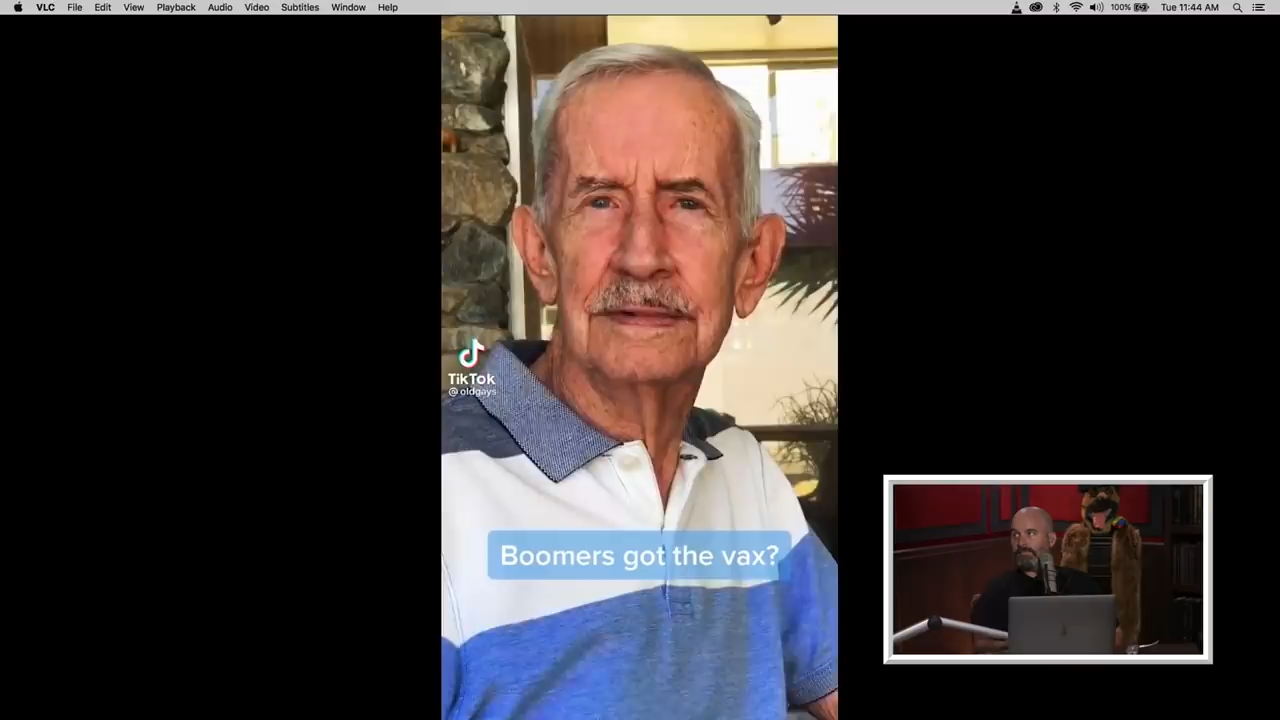 VLC File Edit View Playback Audio Video Subtitles Window Help 100% Tue 11:44 AM
TikTok
@oldgays
Boomers got the vax?